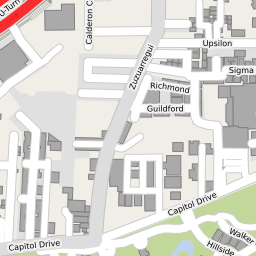 U-Turn
Calderon C
Upsilon
Sigma
Zuzuarregui
Richmond
Guildford
Capitol Drive
Capitol Drive
Walker
Hillside